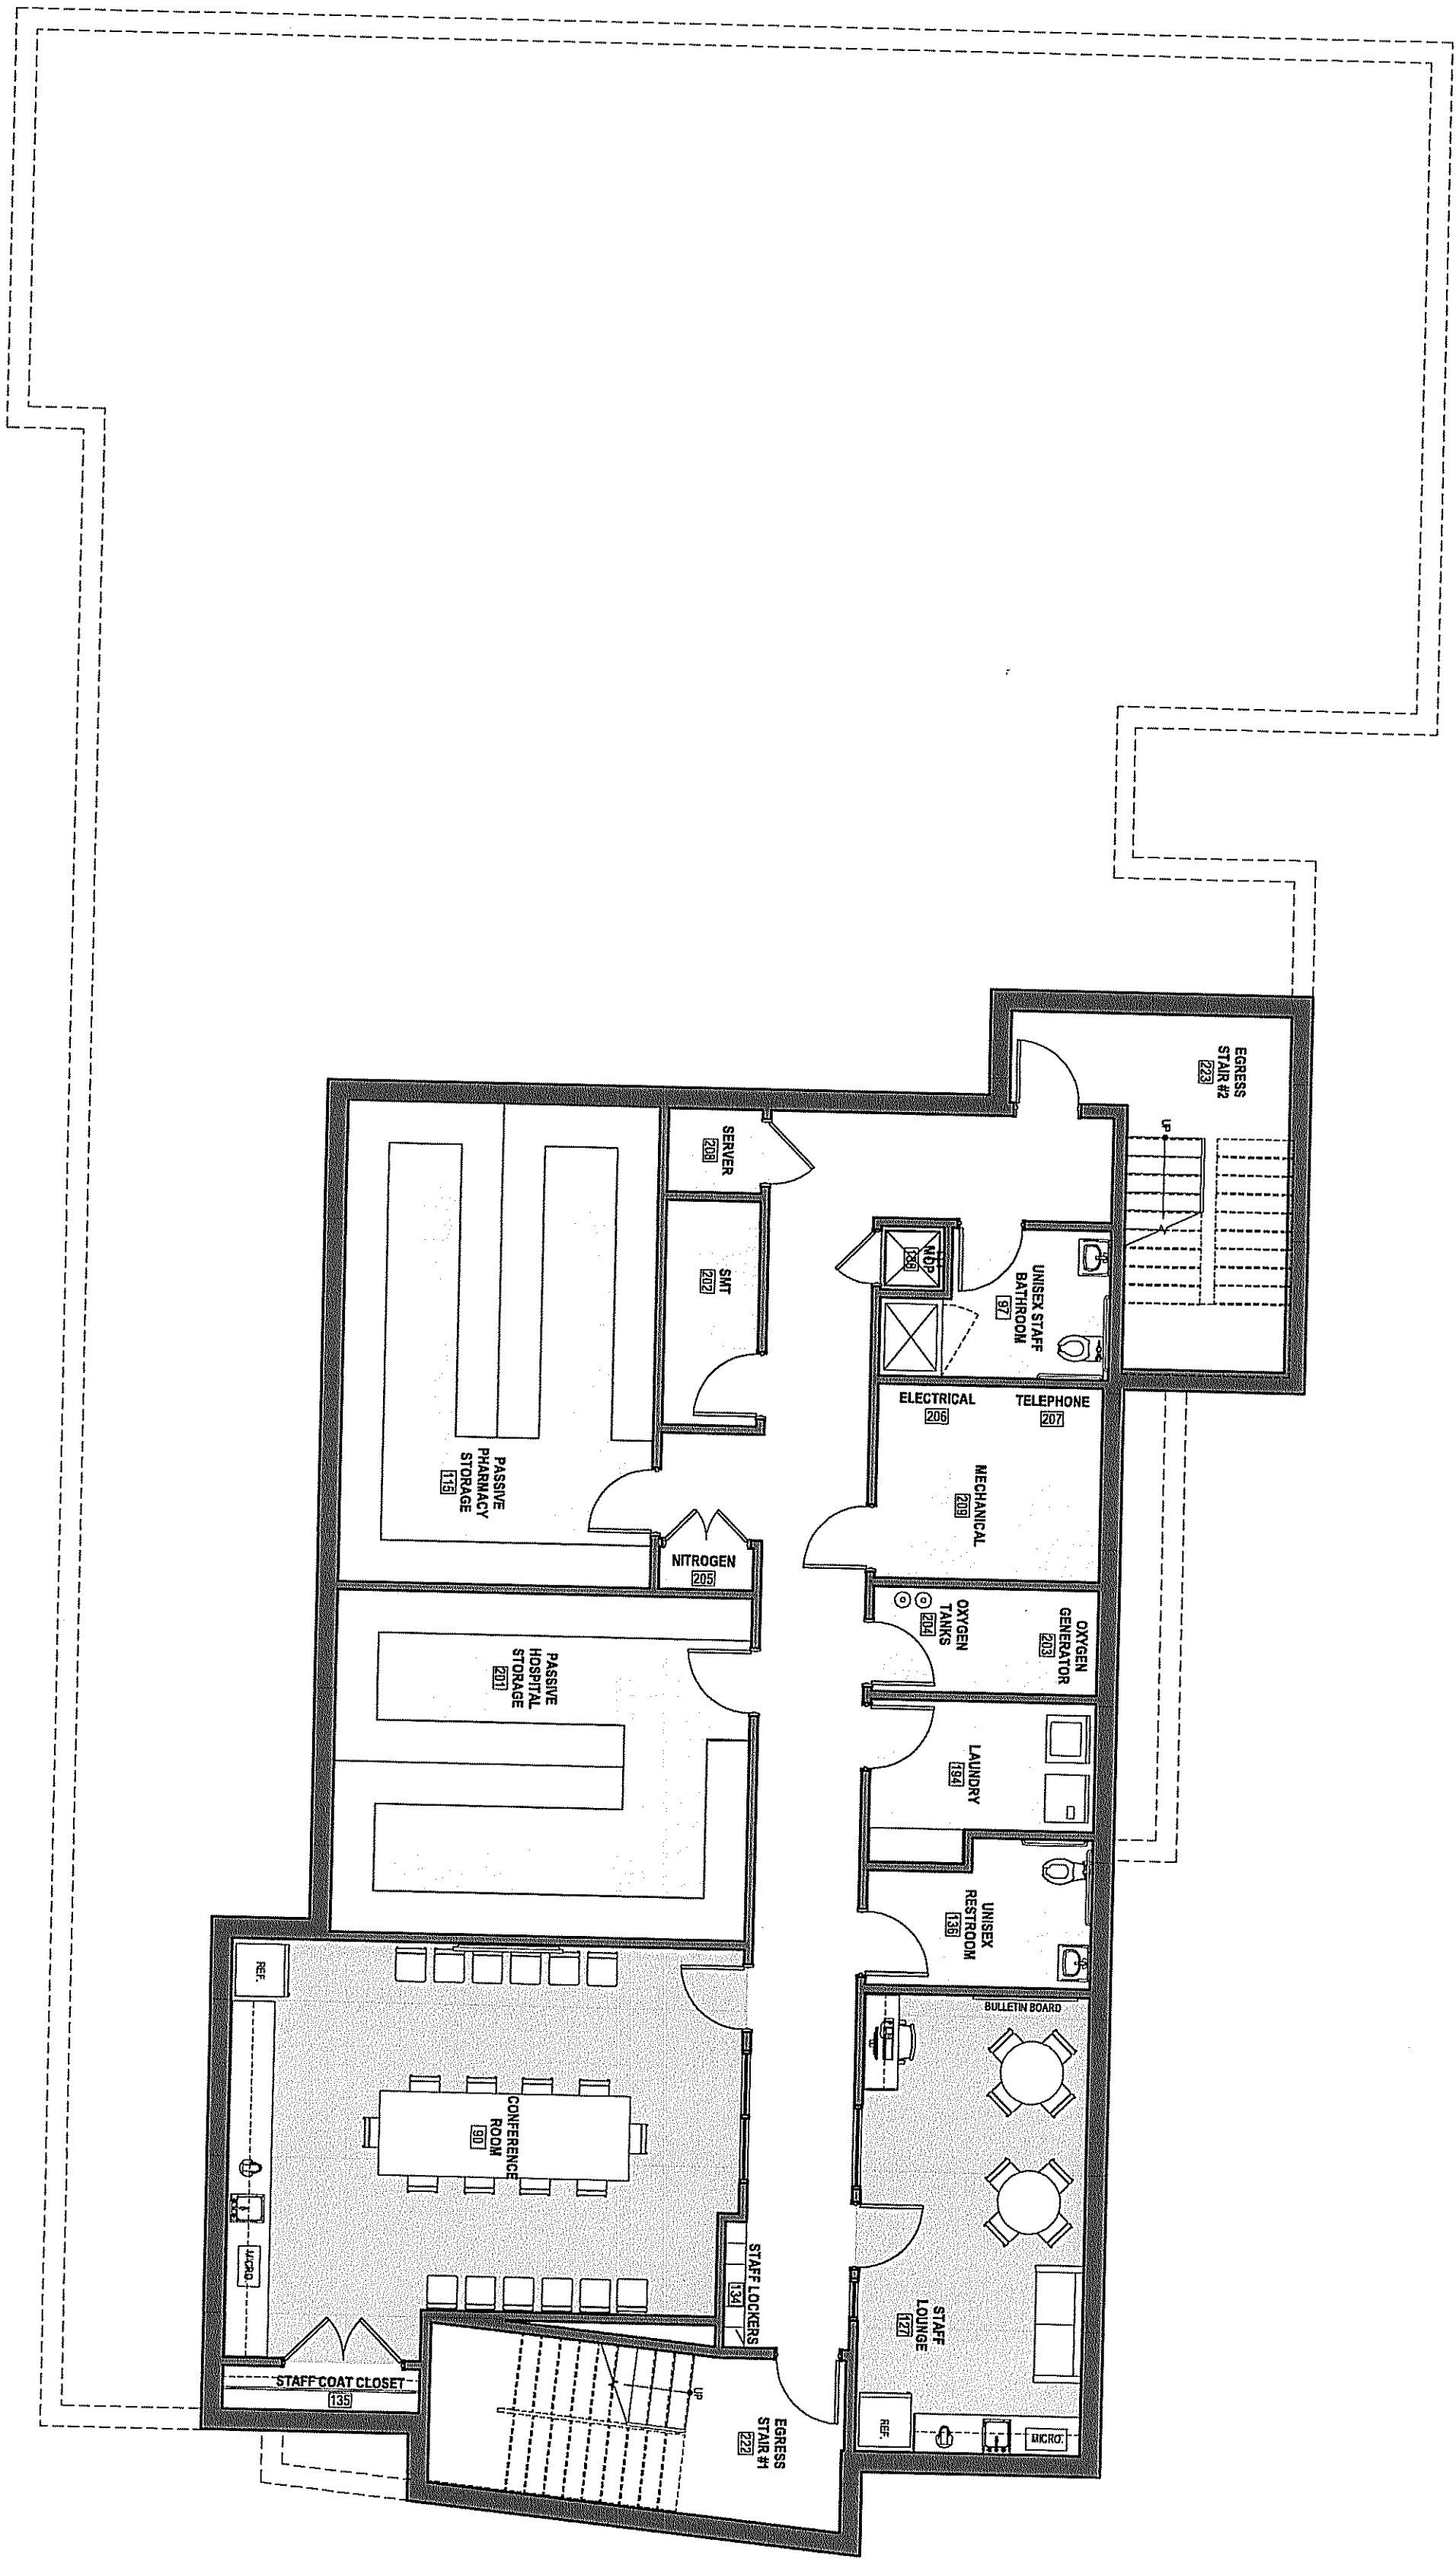 EGRESS
STAIR #2
223
UP
SERVER
208
MOP
188
UNISEX STAFF
BATHROOM
97
SMT
202
ELECTRICAL
206
TELEPHONE
207
MECHANICAL
209
PASSIVE
PHARMACY
STORAGE
115
NITROGEN
205
OXYGEN
TANKS
204
OXYGEN
GENERATOR
203
PASSIVE
HOSPITAL
STORAGE
201
LAUNDRY
194
UNISEX
RESTROOM
136
BULLETIN BOARD
REF.
CONFERENCE
ROOM
90
MICRO.
STAFF LOCKERS
134
STAFF
LOUNGE
127
STAFF COAT CLOSET
135
UP
EGRESS
STAIR #1
222
REF.
MICRO.